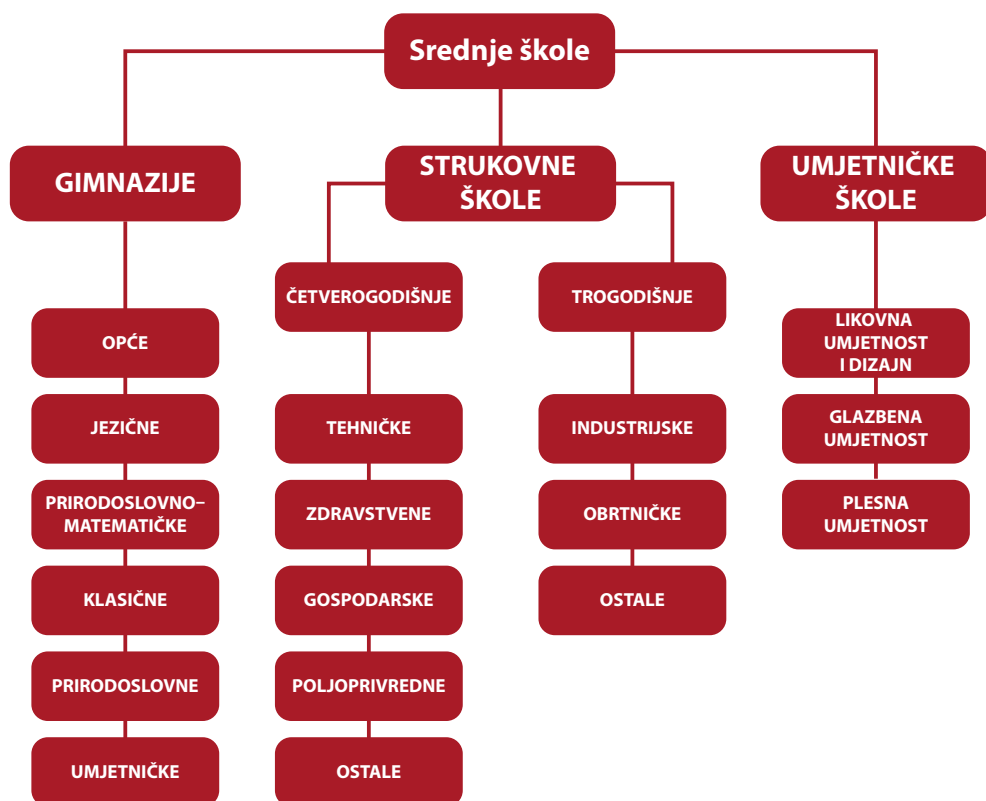 Srednje škole
GIMNAZIJE
STRUKOVNE
ŠKOLE
UMJETNIČKE
ŠKOLE
ČETVEROGODIŠNJE
TROGODIŠNJE
OPĆE
JEZIČNE
PRIRODOSLOVNO–
MATEMATIČKE
KLASIČNE
PRIRODOSLOVNE
UMJETNIČKE
TEHNIČKE
ZDRAVSTVENE
GOSPODARSKE
POLJOPRIVREDNE
OSTALE
INDUSTRIJSKE
OBRTNIČKE
OSTALE
LIKOVNA
UMJETNOST
I DIZAJN
GLAZBENA
UMJETNOST
PLESNA
UMJETNOST